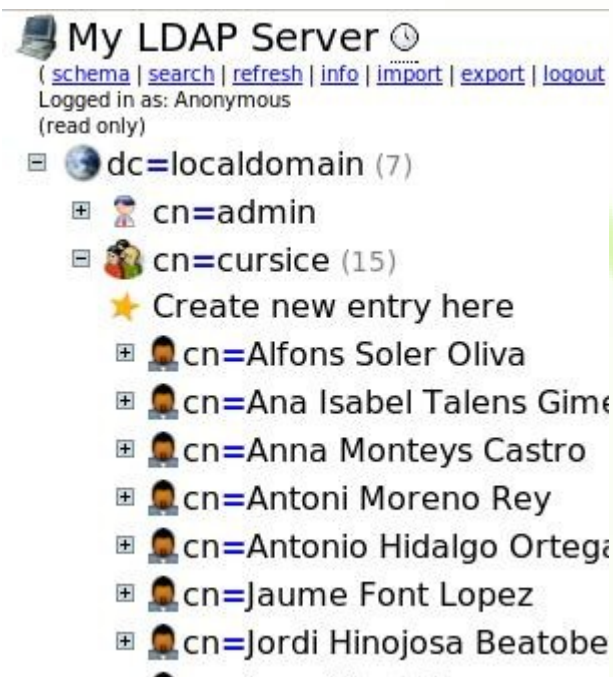 My LDAP Server
( schema | search | refresh | info | import | export | logout
Logged in as: Anonymous
(read only)
dc=localdomain (7)
cn=admin
cn=cursice (15)
Create new entry here
cn=Alfons Soler Oliva
cn=Ana Isabel Talens Gime
cn=Anna Monteys Castro
cn=Antoni Moreno Rey
cn=Antonio Hidalgo Ortega
cn=Jaume Font Lopez
cn=Jordi Hinojosa Beatobe